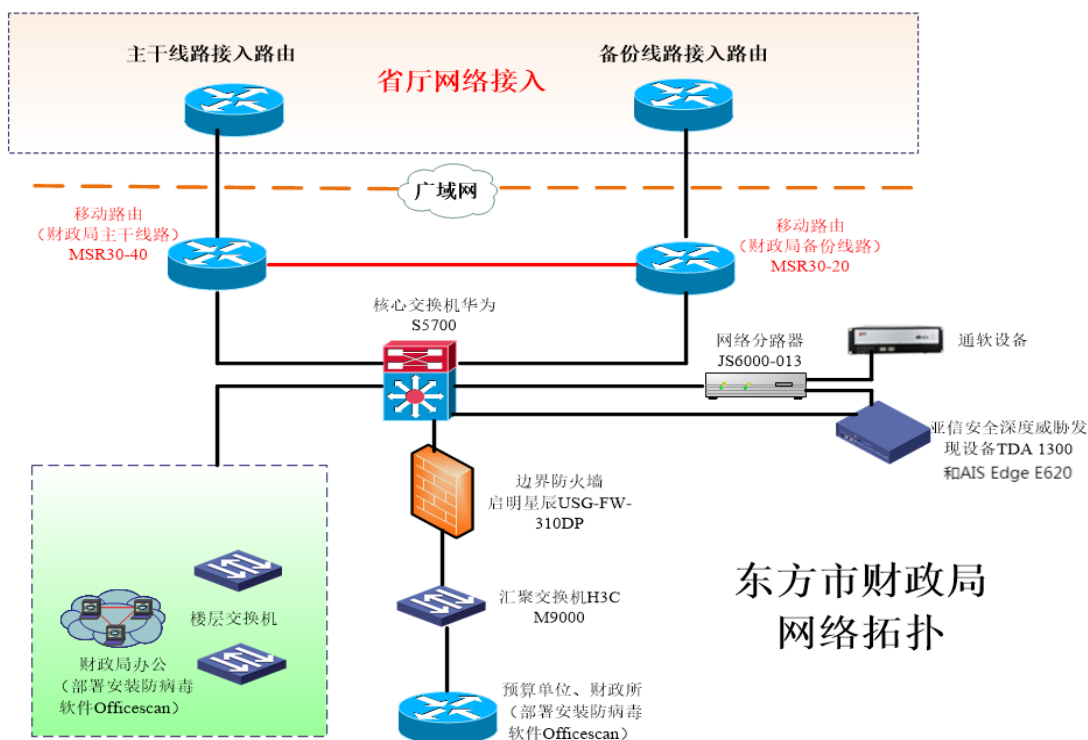 主干线路接入路由
备份线路接入路由
省厅网络接入
广域网
移动路由
（财政局主干线路）
MSR30-40
移动路由
（财政局备份线路）
MSR30-20
核心交换机华为
S5700
网络分路器
JS6000-013
通软设备
亚信安全深度威胁发
现设备TDA 1300
和AIS Edge E620
边界防火墙
启明星辰USG-FW-
310DP
汇聚交换机H3C
M9000
楼层交换机
财政局办公
（部署安装防病毒
软件Officescan）
预算单位、财政所
（部署安装防病毒
软件Officescan）
东方市财政局
网络拓扑